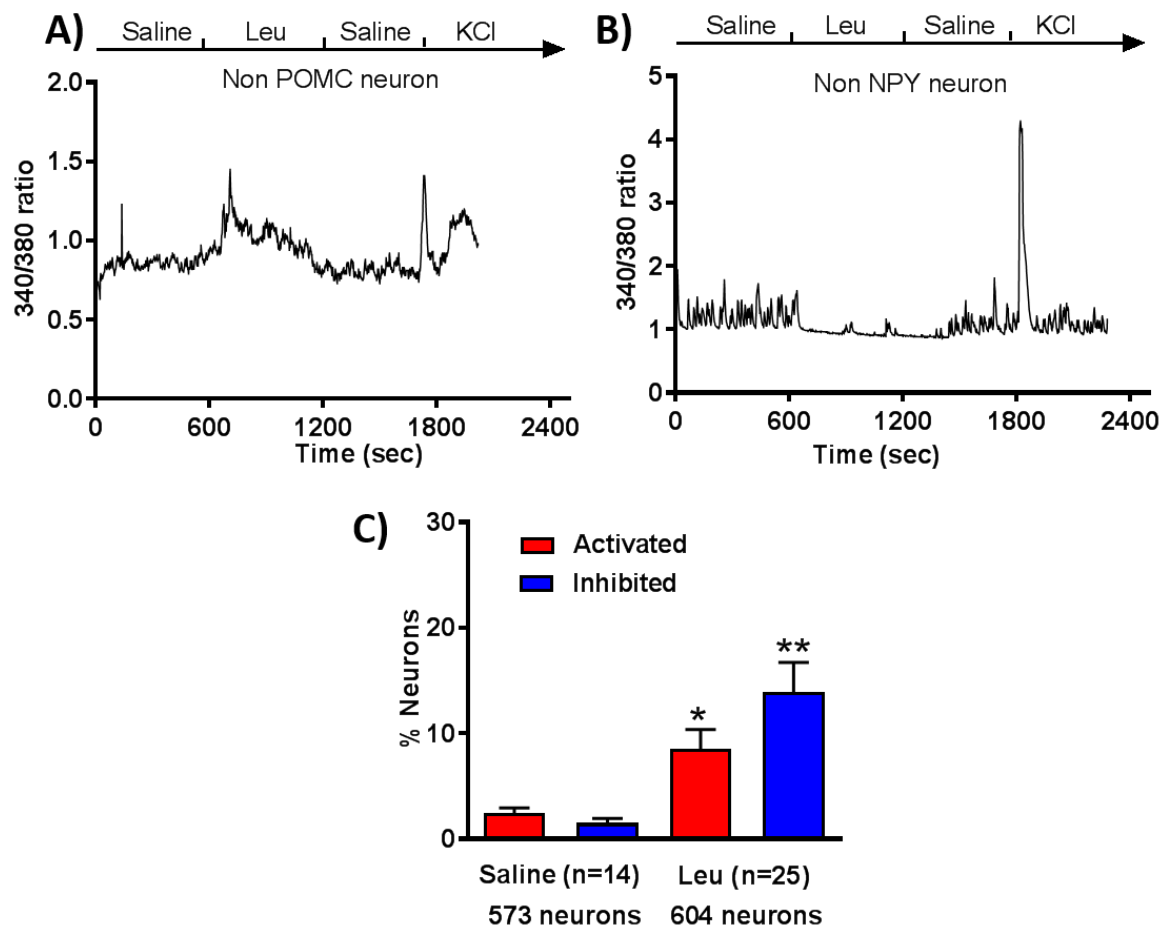 A)
Saline Leu Saline KCl
Non POMC neuron
340/380 ratio
2.0
1.5
1.0
0.5
0.0
0 600 1200 1800 2400
Time (sec)
B)
Saline Leu Saline KCl
Non NPY neuron
340/380 ratio
5
4
3
2
1
0
0 600 1200 1800 2400
Time (sec)
C)
% Neurons
30
20
10
0
Activated
Inhibited
*
**
Saline (n=14) Leu (n=25)
573 neurons 604 neurons